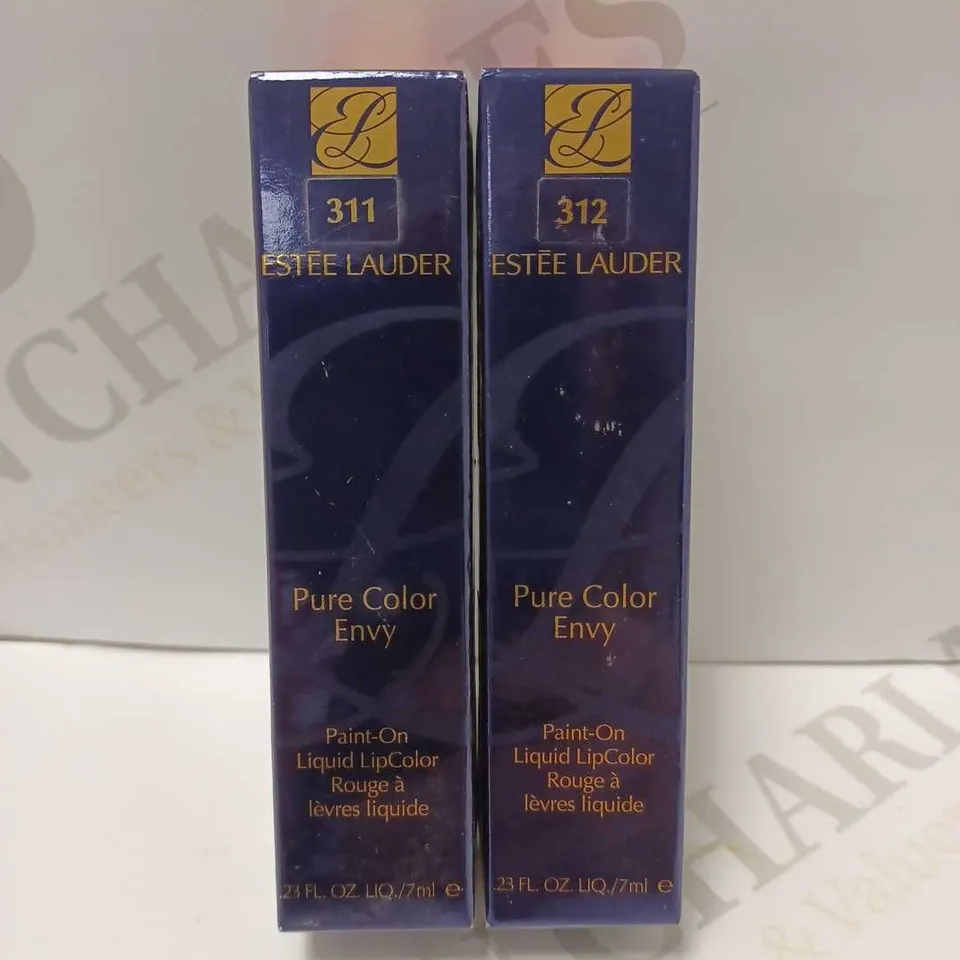 311
ESTĒE LAUDER
Pure Color
Envy
Paint-On
Liquid LipColor
Rouge à
lèvres liquide
.23 FL. OZ. LIQ./7ml e
312
ESTĒE LAUDER
Pure Color
Envy
Paint-On
Liquid LipColor
Rouge à
lèvres liquide
.23 FL. OZ. LIQ./7ml e